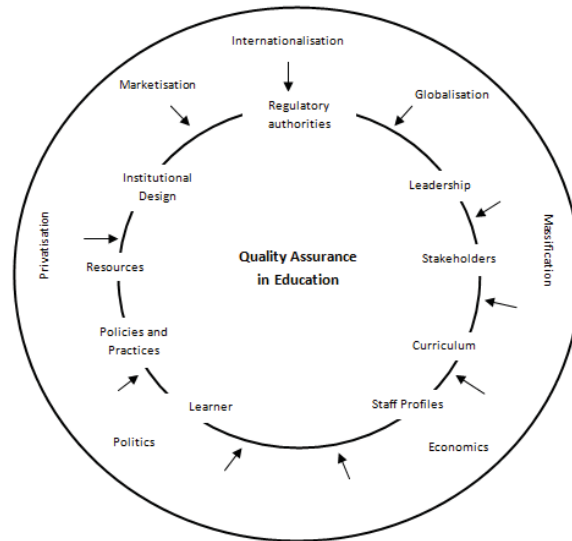 Internationalisation
Marketisation
Globalisation
Regulatory
authorities
Institutional
Design
Leadership
Privatisation
Massification
Quality Assurance
in Education
Stakeholders
Resources
Policies and
Practices
Curriculum
Learner
Staff Profiles
Politics
Economics